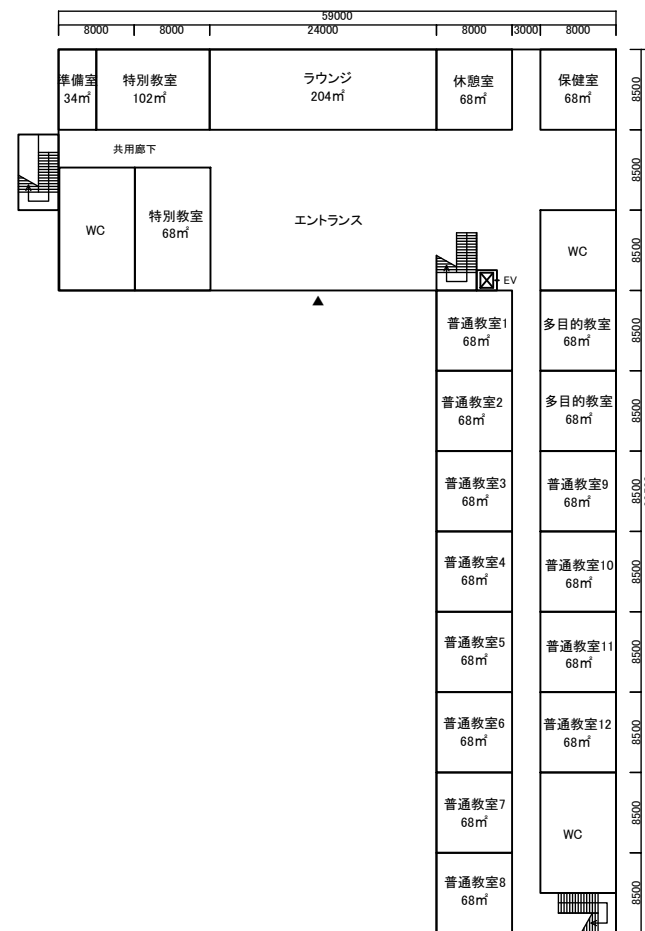 59000
8000
8000
24000
8000
3000
8000
準備室
34㎡
特別教室
102㎡
ラウンジ
204㎡
休憩室
68㎡
保健室
68㎡
8500
共用廊下
8500
WC
特別教室
68㎡
エントランス
WC
8500
EV
普通教室1
68㎡
多目的教室
68㎡
8500
普通教室2
68㎡
多目的教室
68㎡
8500
普通教室3
68㎡
普通教室9
68㎡
8500
普通教室4
68㎡
普通教室10
68㎡
8500
普通教室5
68㎡
普通教室11
68㎡
8500
普通教室6
68㎡
普通教室12
68㎡
8500
普通教室7
68㎡
WC
8500
普通教室8
68㎡
8500